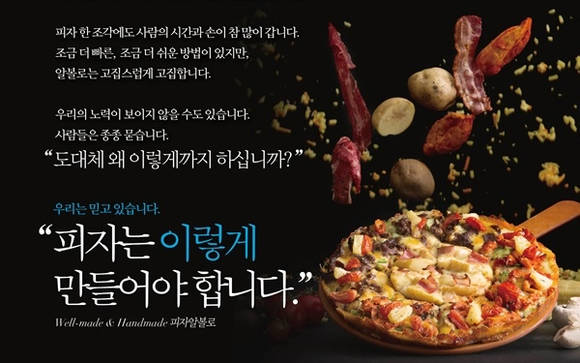 피자 한 조각에도 사람의 시간과 손이 참 많이 갑니다.
조금 더 빠른, 조금 더 쉬운 방법이 있지만,
알볼로는 고집스럽게 고집합니다.
우리의 노력이 보이지 않을 수도 있습니다.
사람들은 종종 묻습니다.
“도대체 왜 이렇게까지 하십니까?”
우리는 믿고 있습니다.
“피자는 이렇게
만들어야 합니다.”
Well-made & Handmade 피자알볼로